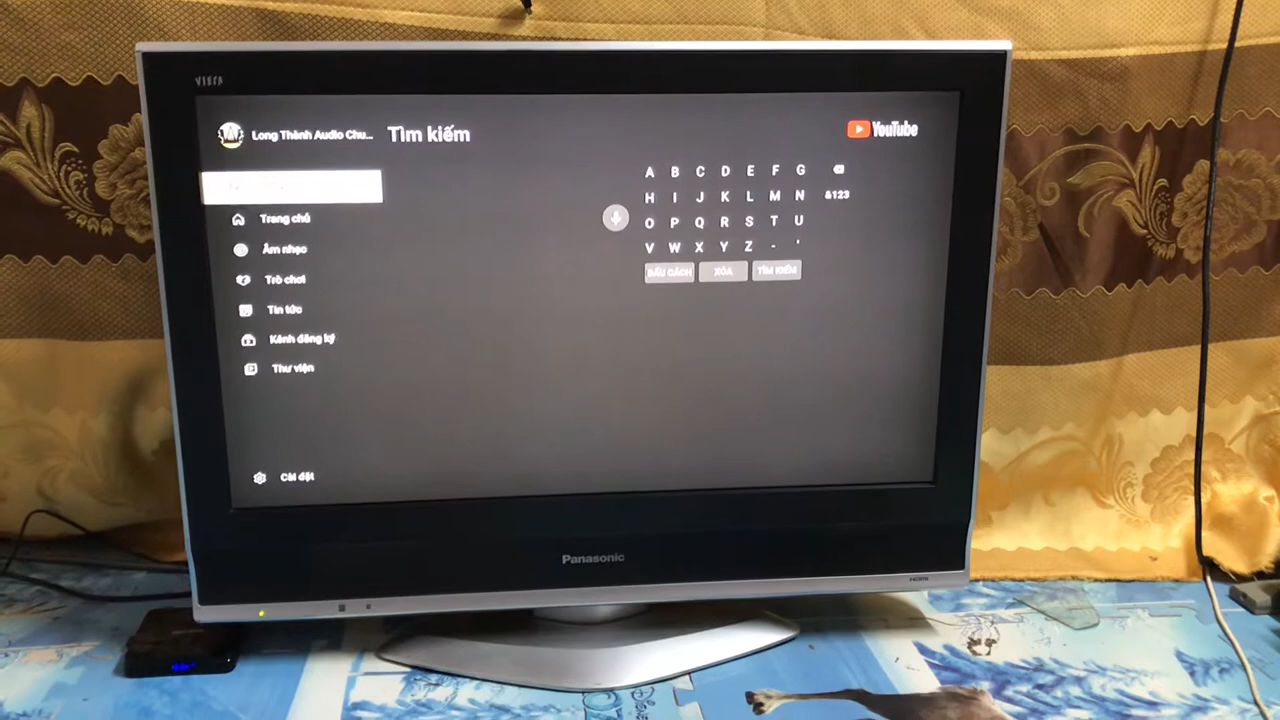 VIERA
Long Thành Audio Chu...
Tìm kiếm
YouTube
Trang chủ
Âm nhạc
Trò chơi
Tin tức
Kênh đăng ký
Thư viện
Cài đặt
A B C D E F G
H I J K L M N &123
O P Q R S T U
V W X Y Z - '
DẤU CÁCH XÓA TÌM KIẾM
Panasonic
HDMI
DISNEY